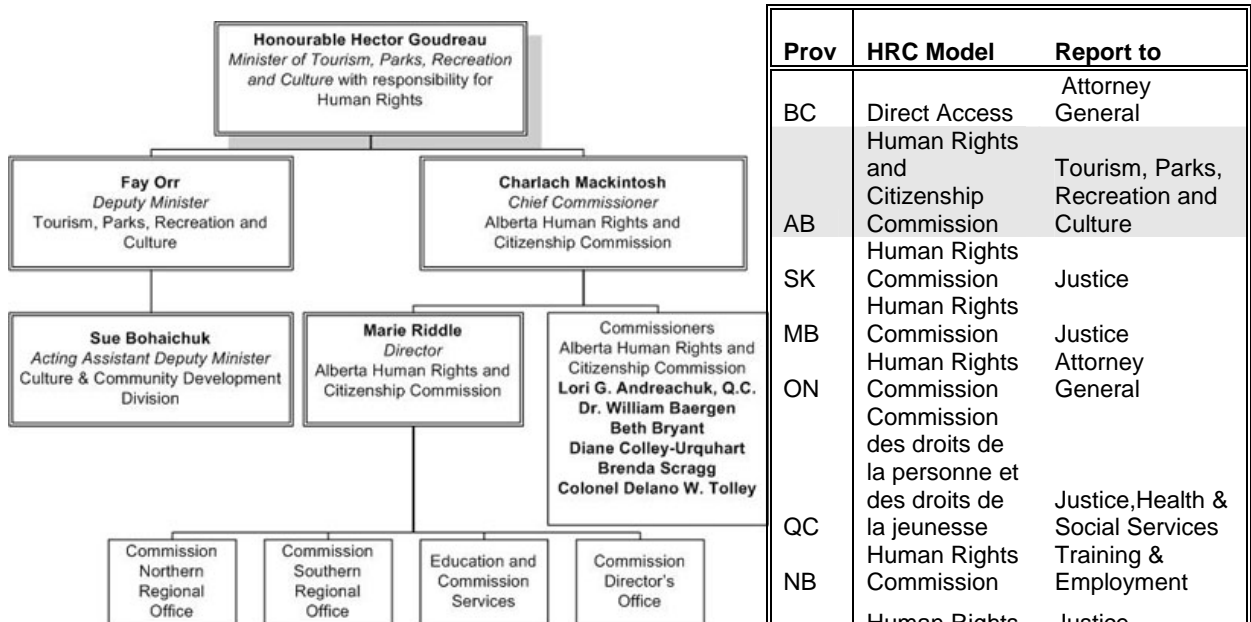 Honourable Hector Goudreau
Minister of Tourism, Parks, Recreation
and Culture with responsibility for
Human Rights
Fay Orr
Deputy Minister
Tourism, Parks, Recreation and
Culture
Charlach Mackintosh
Chief Commissioner
Alberta Human Rights and
Citizenship Commission
Sue Bohaichuk
Acting Assistant Deputy Minister
Culture & Community Development
Division
Marie Riddle
Director
Alberta Human Rights and
Citizenship Commission
Commissioners
Alberta Human Rights and
Citizenship Commission
Lori G. Andreachuk, Q.C.
Dr. William Baergen
Beth Bryant
Diane Colley-Urquhart
Brenda Scragg
Colonel Delano W. Tolley
Commission
Northern
Regional
Office
Commission
Southern
Regional
Office
Education and
Commission
Services
Commission
Director's
Office
Prov HRC Model Report to
Attorney
BC Direct Access General
Human Rights
and Tourism, Parks,
Citizenship Recreation and
AB Commission Culture
Human Rights
SK Commission Justice
Human Rights
MB Commission Justice
Human Rights Attorney
ON Commission General
Commission
des droits de
la personne et
des droits de Justice,Health &
QC la jeunesse Social Services
Human Rights Training &
NB Commission Employment
Human Rights Justice